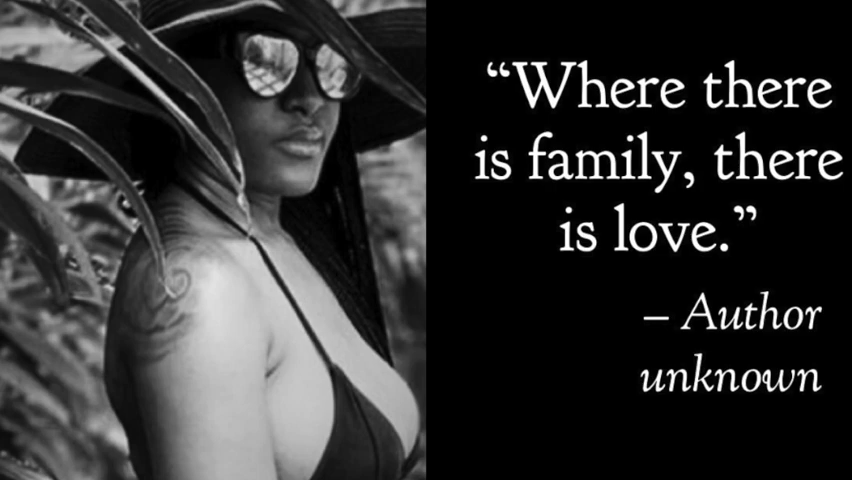 “Where there
is family, there
is love.”
– Author
unknown